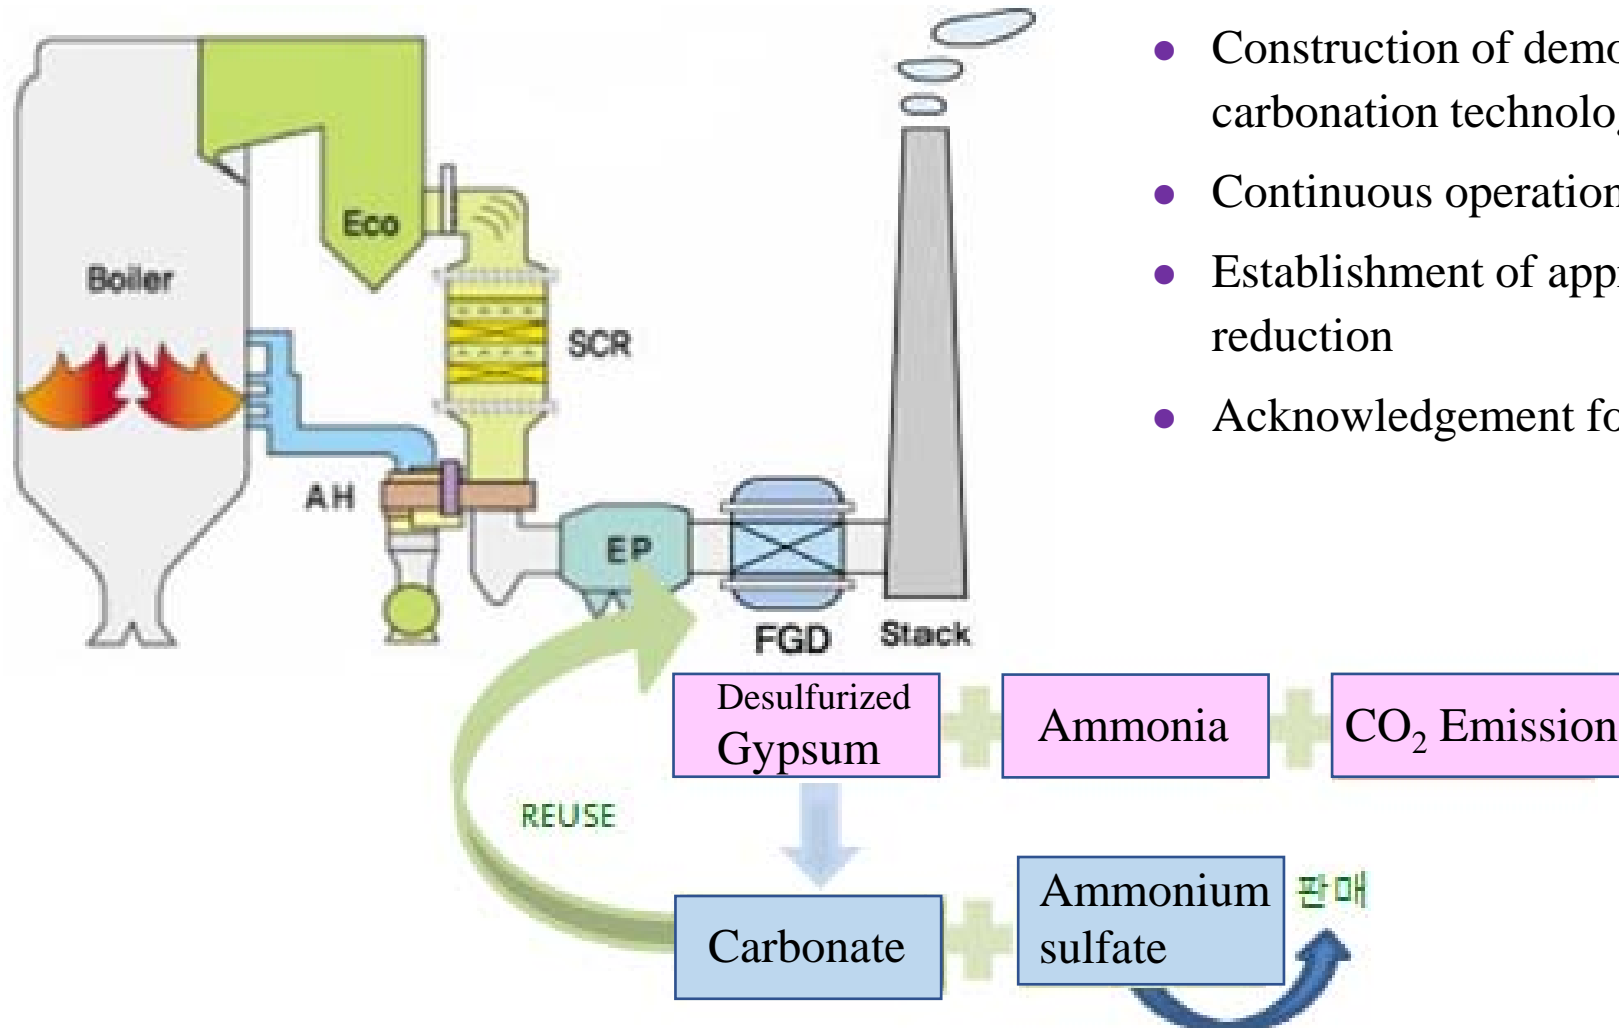 Construction of demo
carbonation technolog
Continuous operation
Establishment of app
reduction
Acknowledgement fo
Eco
Boiler
SCR
AH
EP
FGD
Stack
Desulfurized
Gypsum
Ammonia
CO₂ Emission
REUSE
Carbonate
Ammonium
sulfate
판매